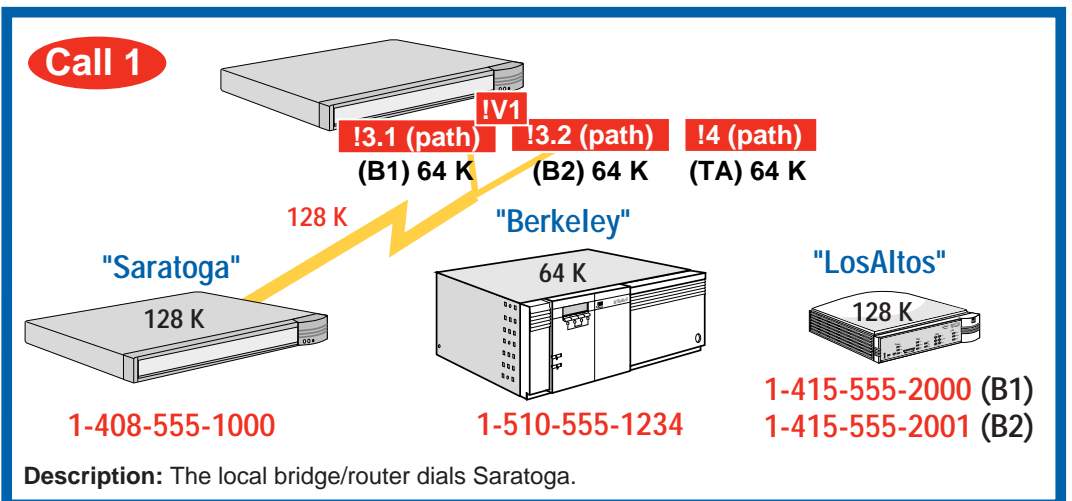 Call 1
!V1
!3.1 (path) !3.2 (path) !4 (path)
(B1) 64 K (B2) 64 K (TA) 64 K
128 K
"Berkeley"
"Saratoga"
"LosAltos"
64 K
128 K
128 K
1-408-555-1000
1-510-555-1234
1-415-555-2000 (B1)
1-415-555-2001 (B2)
Description: The local bridge/router dials Saratoga.